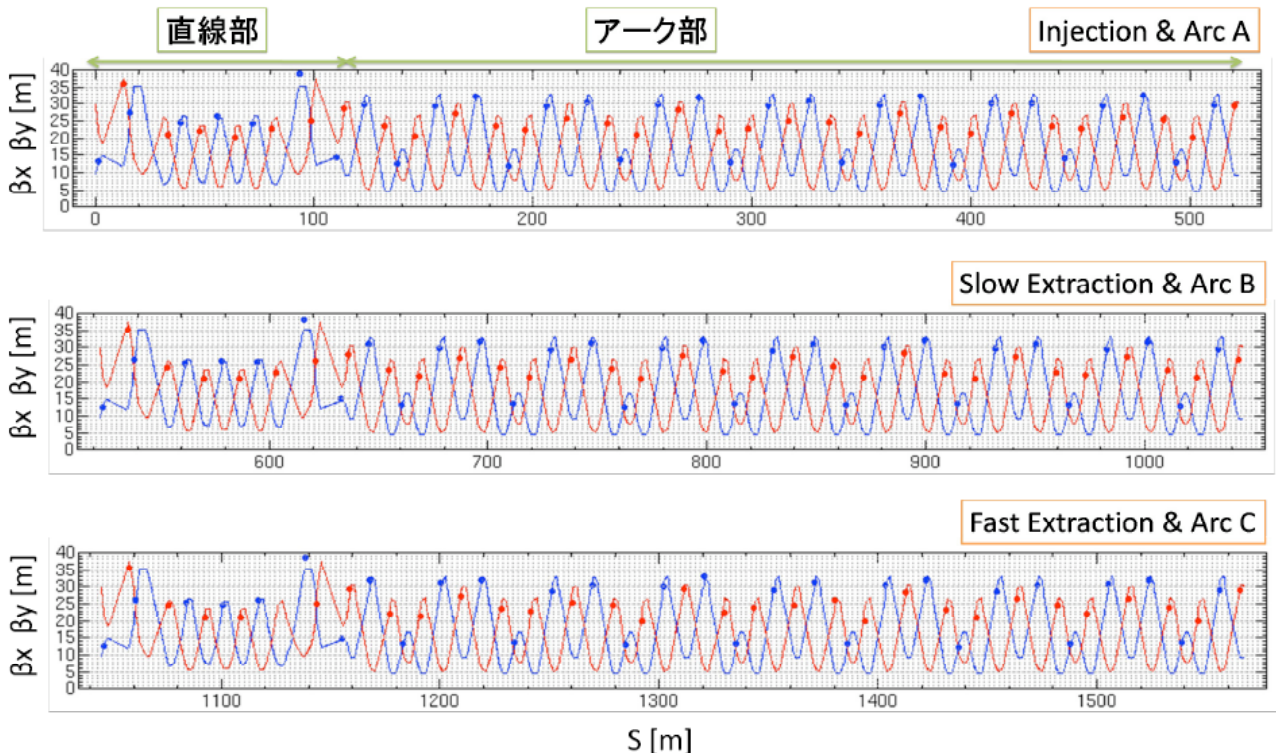 直線部 アーク部 Injection & Arc A
βx βy [m]
40
35
30
25
20
15
10
5
0
0 100 200 300 400 500
Slow Extraction & Arc B
βx βy [m]
40
35
30
25
20
15
10
5
0
600 700 800 900 1000
Fast Extraction & Arc C
βx βy [m]
40
35
30
25
20
15
10
5
0
1100 1200 1300 1400 1500
S [m]